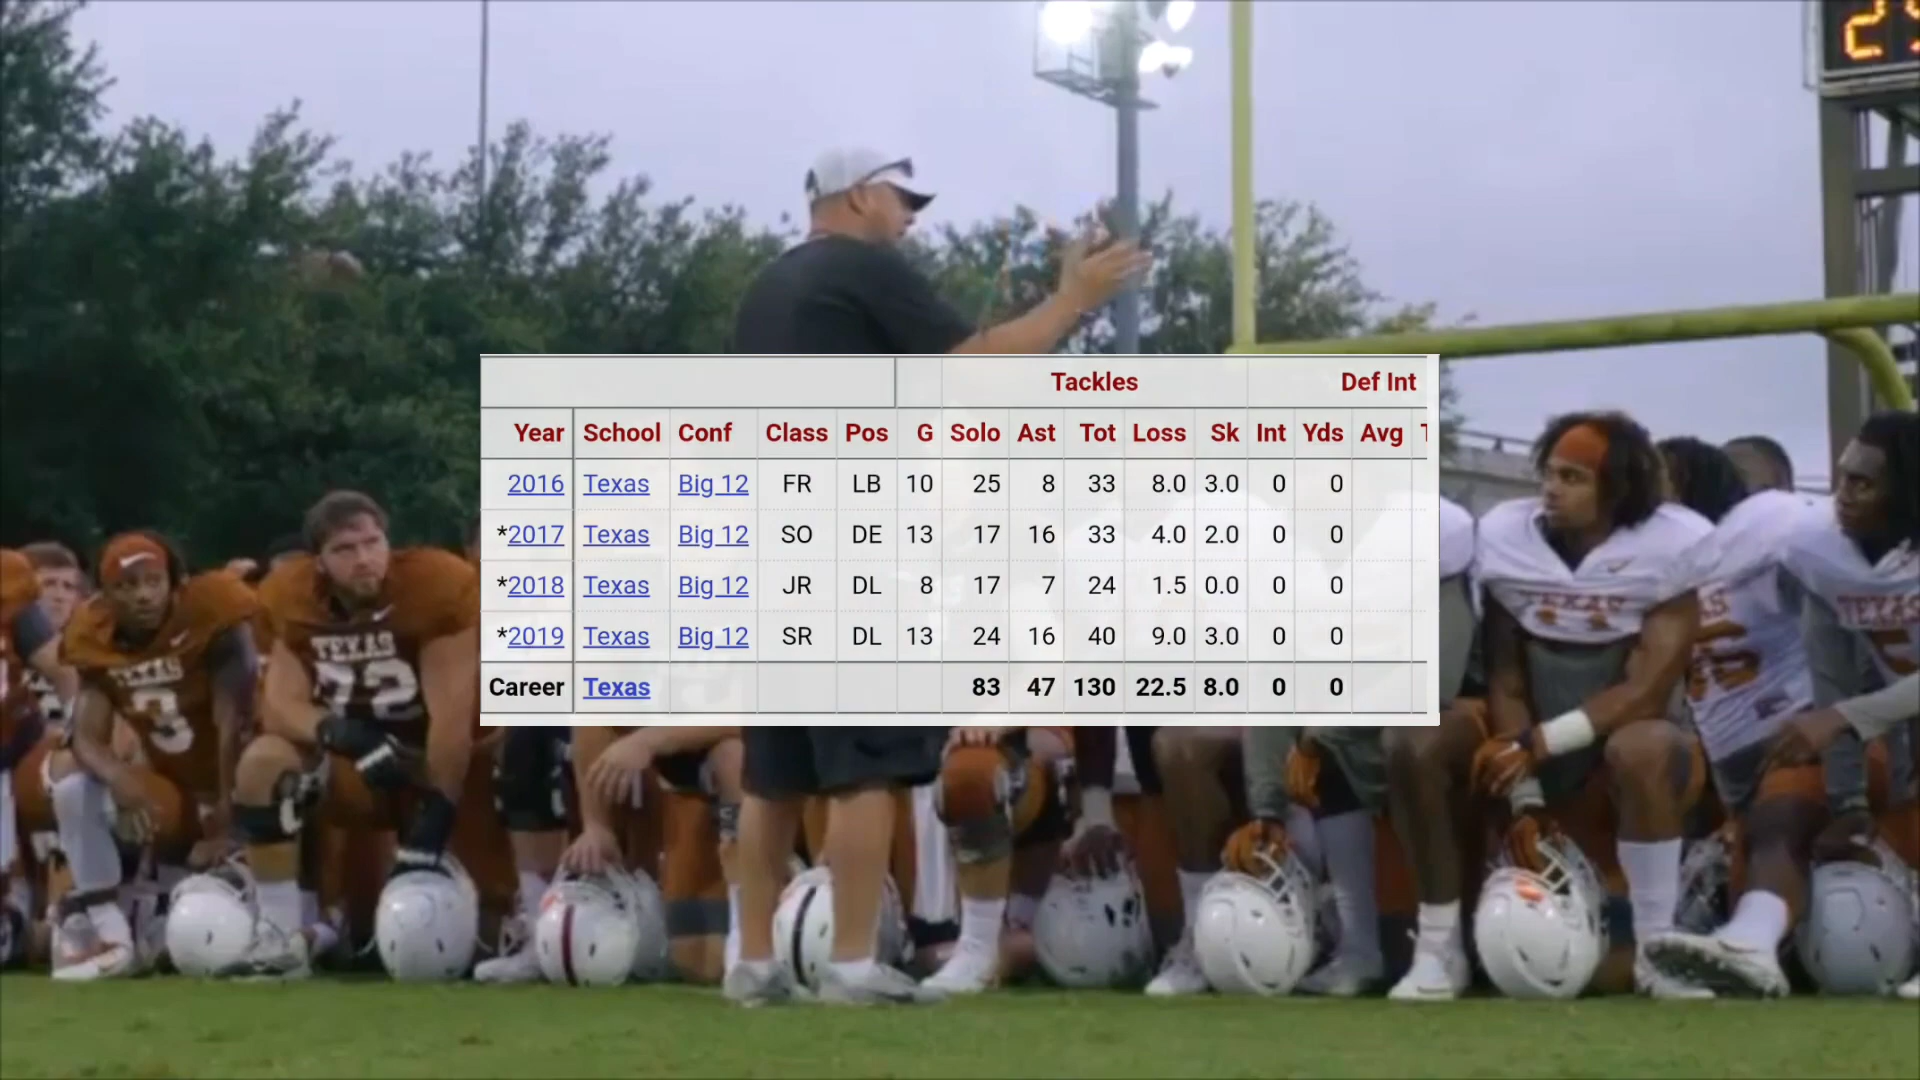 25
Tackles Def Int
Year School Conf Class Pos G Solo Ast Tot Loss Sk Int Yds Avg
2016 Texas Big 12 FR LB 10 25 8 33 8.0 3.0 0 0
*2017 Texas Big 12 SO DE 13 17 16 33 4.0 2.0 0 0
*2018 Texas Big 12 JR DL 8 17 7 24 1.5 0.0 0 0
*2019 Texas Big 12 SR DL 13 24 16 40 9.0 3.0 0 0
Career Texas 83 47 130 22.5 8.0 0 0
TEXAS
3
TEXAS
72
TEXAS
TEXAS